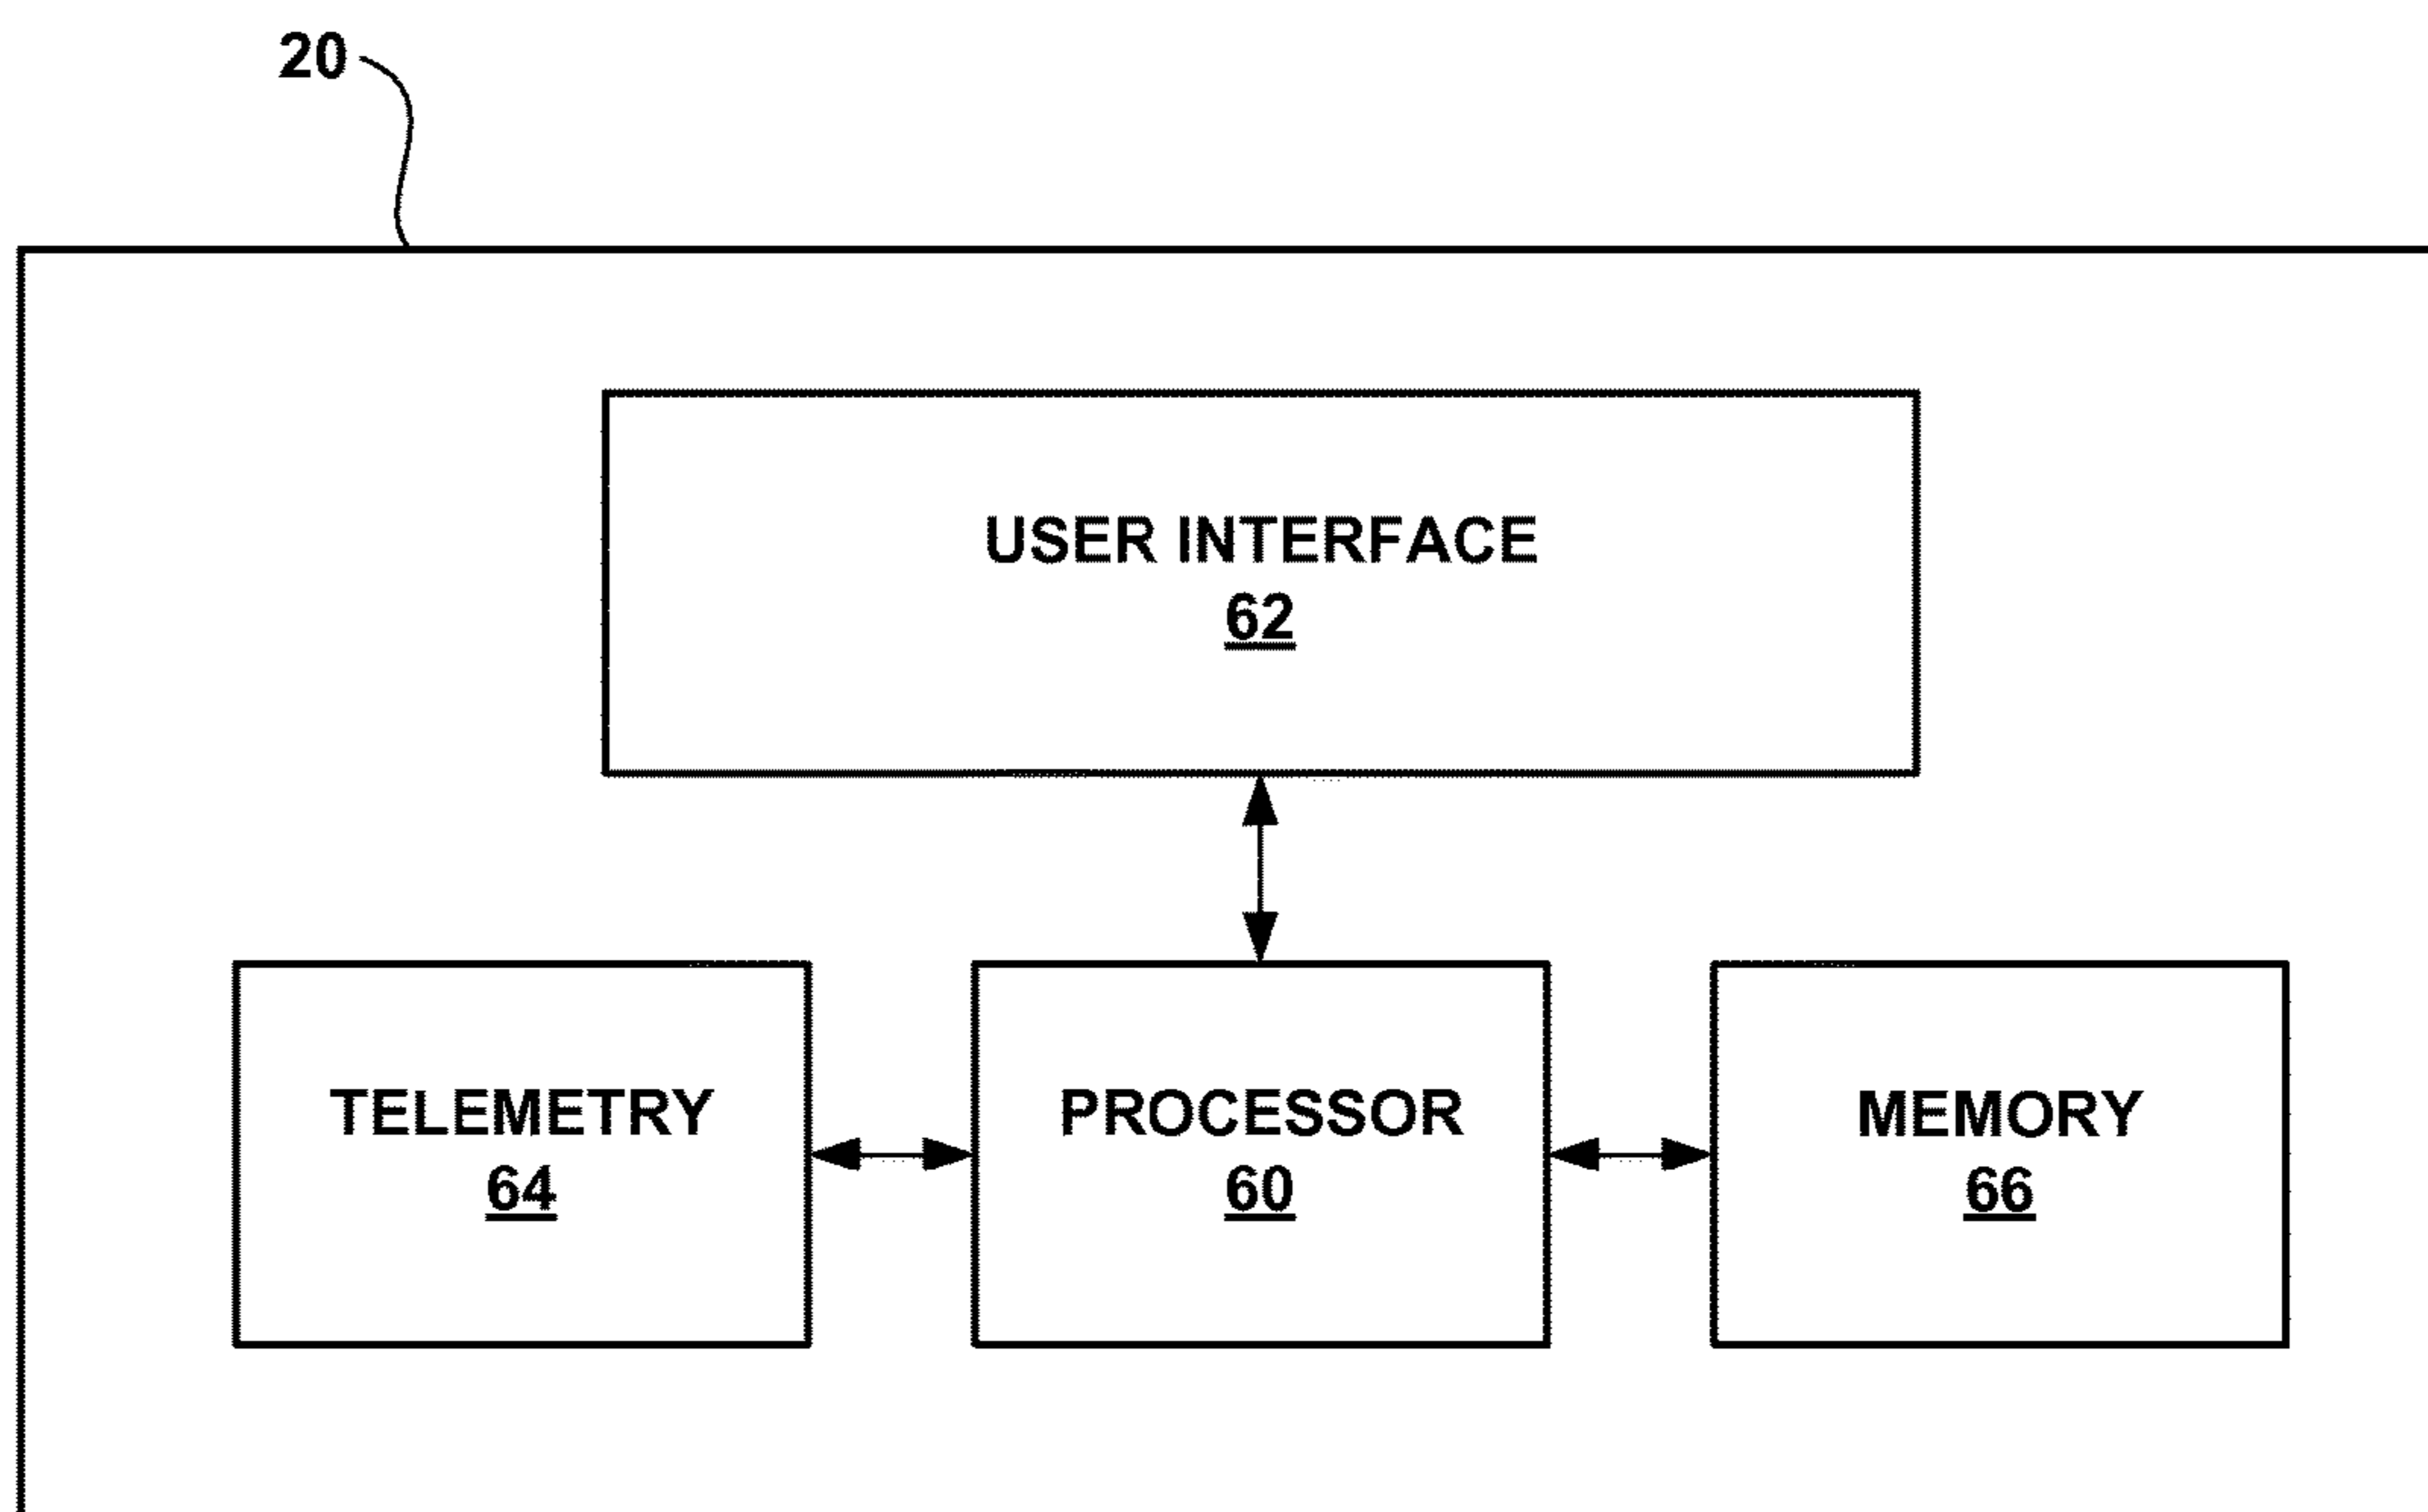 20
USER INTERFACE
62
TELEMETRY
64
PROCESSOR
60
MEMORY
66